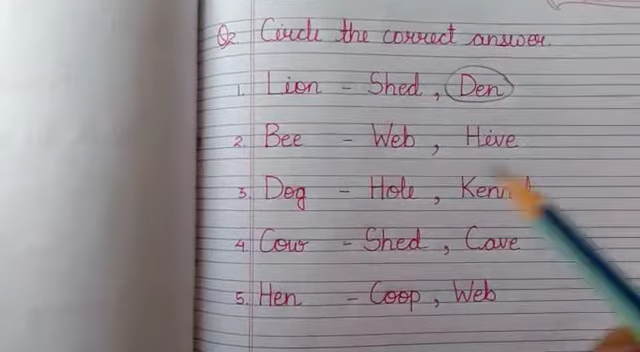 Q2 Circle the correct answer.
1. Lion - Shed, Den
2. Bee - Web, Hive
3. Dog - Hole,
4. Cow - Shed, Cave
5. Hen - Coop, Web